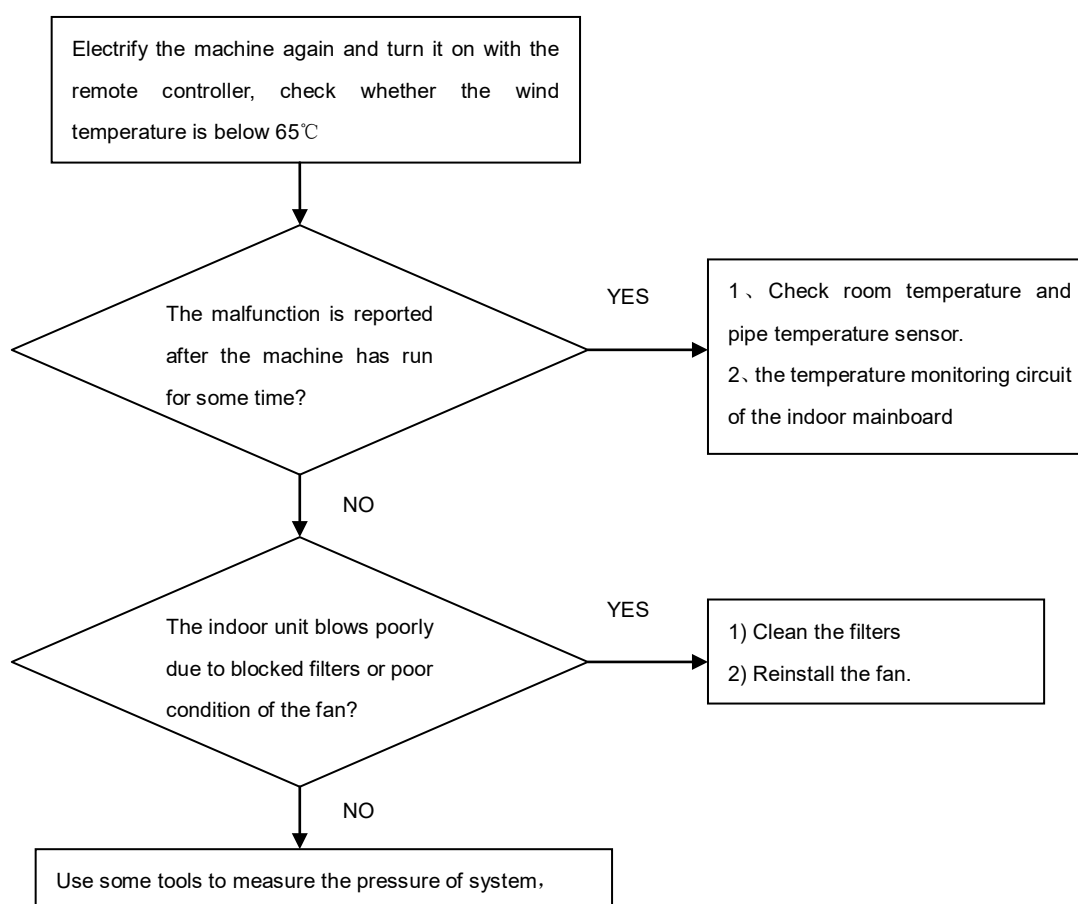 Electrify the machine again and turn it on with the
remote controller, check whether the wind
temperature is below 65℃
The malfunction is reported
after the machine has run
for some time?
YES
1、Check room temperature and
pipe temperature sensor.
2、the temperature monitoring circuit
of the indoor mainboard
NO
The indoor unit blows poorly
due to blocked filters or poor
condition of the fan?
YES
1) Clean the filters
2) Reinstall the fan.
NO
Use some tools to measure the pressure of system，